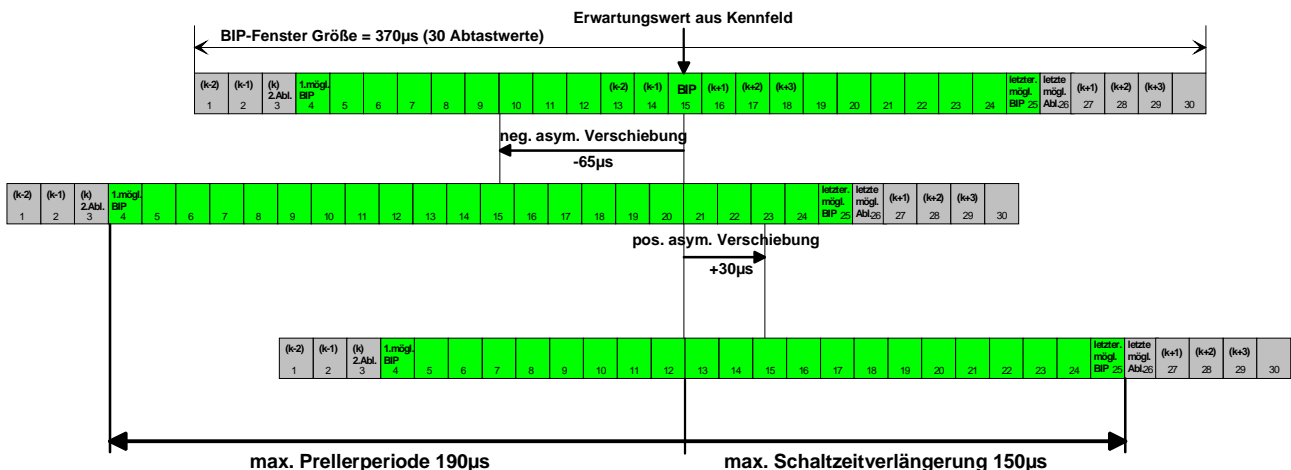 Erwartungswert aus Kennfeld
BIP-Fenster Größe = 370µs (30 Abtastwerte)
(k-2) (k-1) (k) 1.mögl. (k-2) (k-1) BIP (k+1) (k+2) (k+3) letzter. letzte (k+1) (k+2) (k+3)
2.Abl. BIP mögl. mögl.
1 2 3 4 5 6 7 8 9 10 11 12 13 14 15 16 17 18 19 20 21 22 23 24 BIP 25 Abl. 26 27 28 29 30
neg. asym. Verschiebung
-65µs
(k-2) (k-1) (k) 1.mögl. letzter. letzte (k+1) (k+2) (k+3)
2.Abl. BIP mögl. mögl.
1 2 3 4 5 6 7 8 9 10 11 12 13 14 15 16 17 18 19 20 21 22 23 24 BIP 25 Abl. 26 27 28 29 30
pos. asym. Verschiebung
+30µs
(k-2) (k-1) (k) 1.mögl. letzter. letzte (k+1) (k+2) (k+3)
2.Abl. BIP mögl. mögl.
1 2 3 4 5 6 7 8 9 10 11 12 13 14 15 16 17 18 19 20 21 22 23 24 BIP 25 Abl. 26 27 28 29 30
max. Prellerperiode 190µs max. Schaltzeitverlängerung 150µs